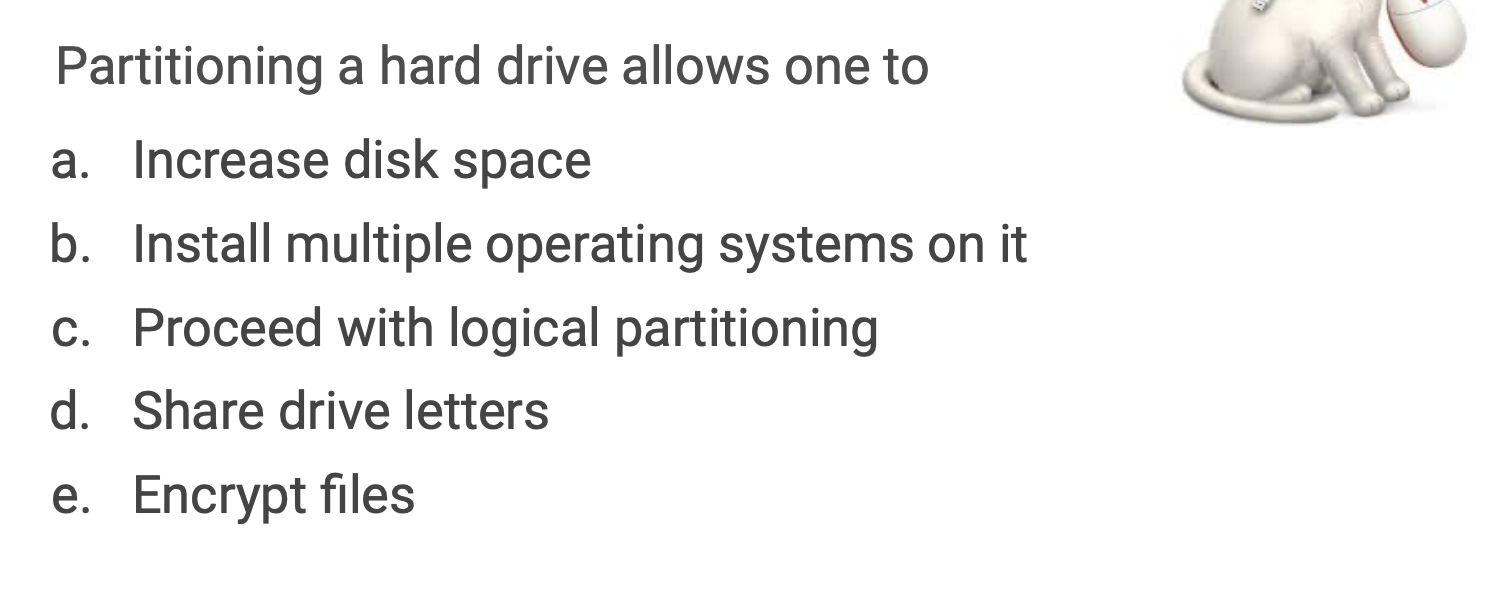 Partitioning a hard drive allows one to
a. Increase disk space
b. Install multiple operating systems on it
c. Proceed with logical partitioning
d. Share drive letters
e. Encrypt files